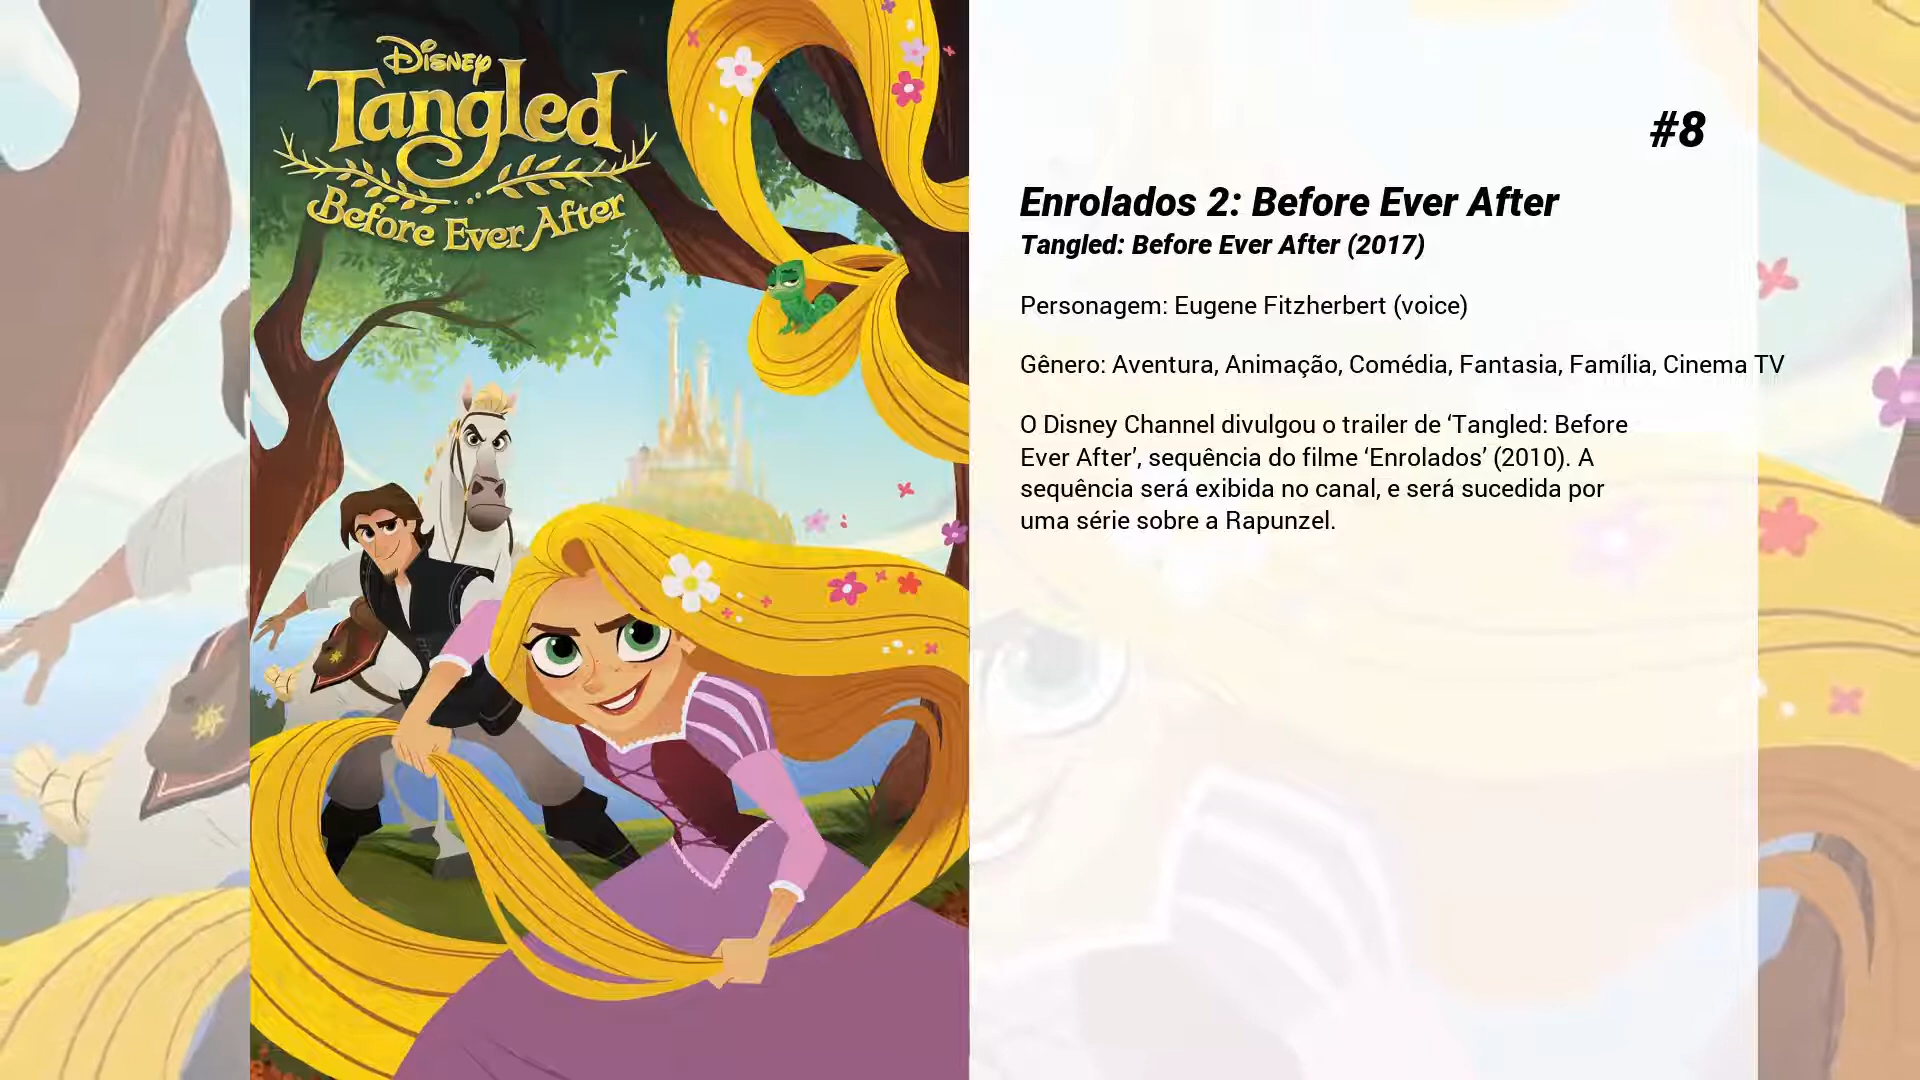 Disney
Tangled
Before Ever After
#8
Enrolados 2: Before Ever After
Tangled: Before Ever After (2017)
Personagem: Eugene Fitzherbert (voice)
Gênero: Aventura, Animação, Comédia, Fantasia, Família, Cinema TV
O Disney Channel divulgou o trailer de ‘Tangled: Before
Ever After’, sequência do filme ‘Enrolados’ (2010). A
sequência será exibida no canal, e será sucedida por
uma série sobre a Rapunzel.